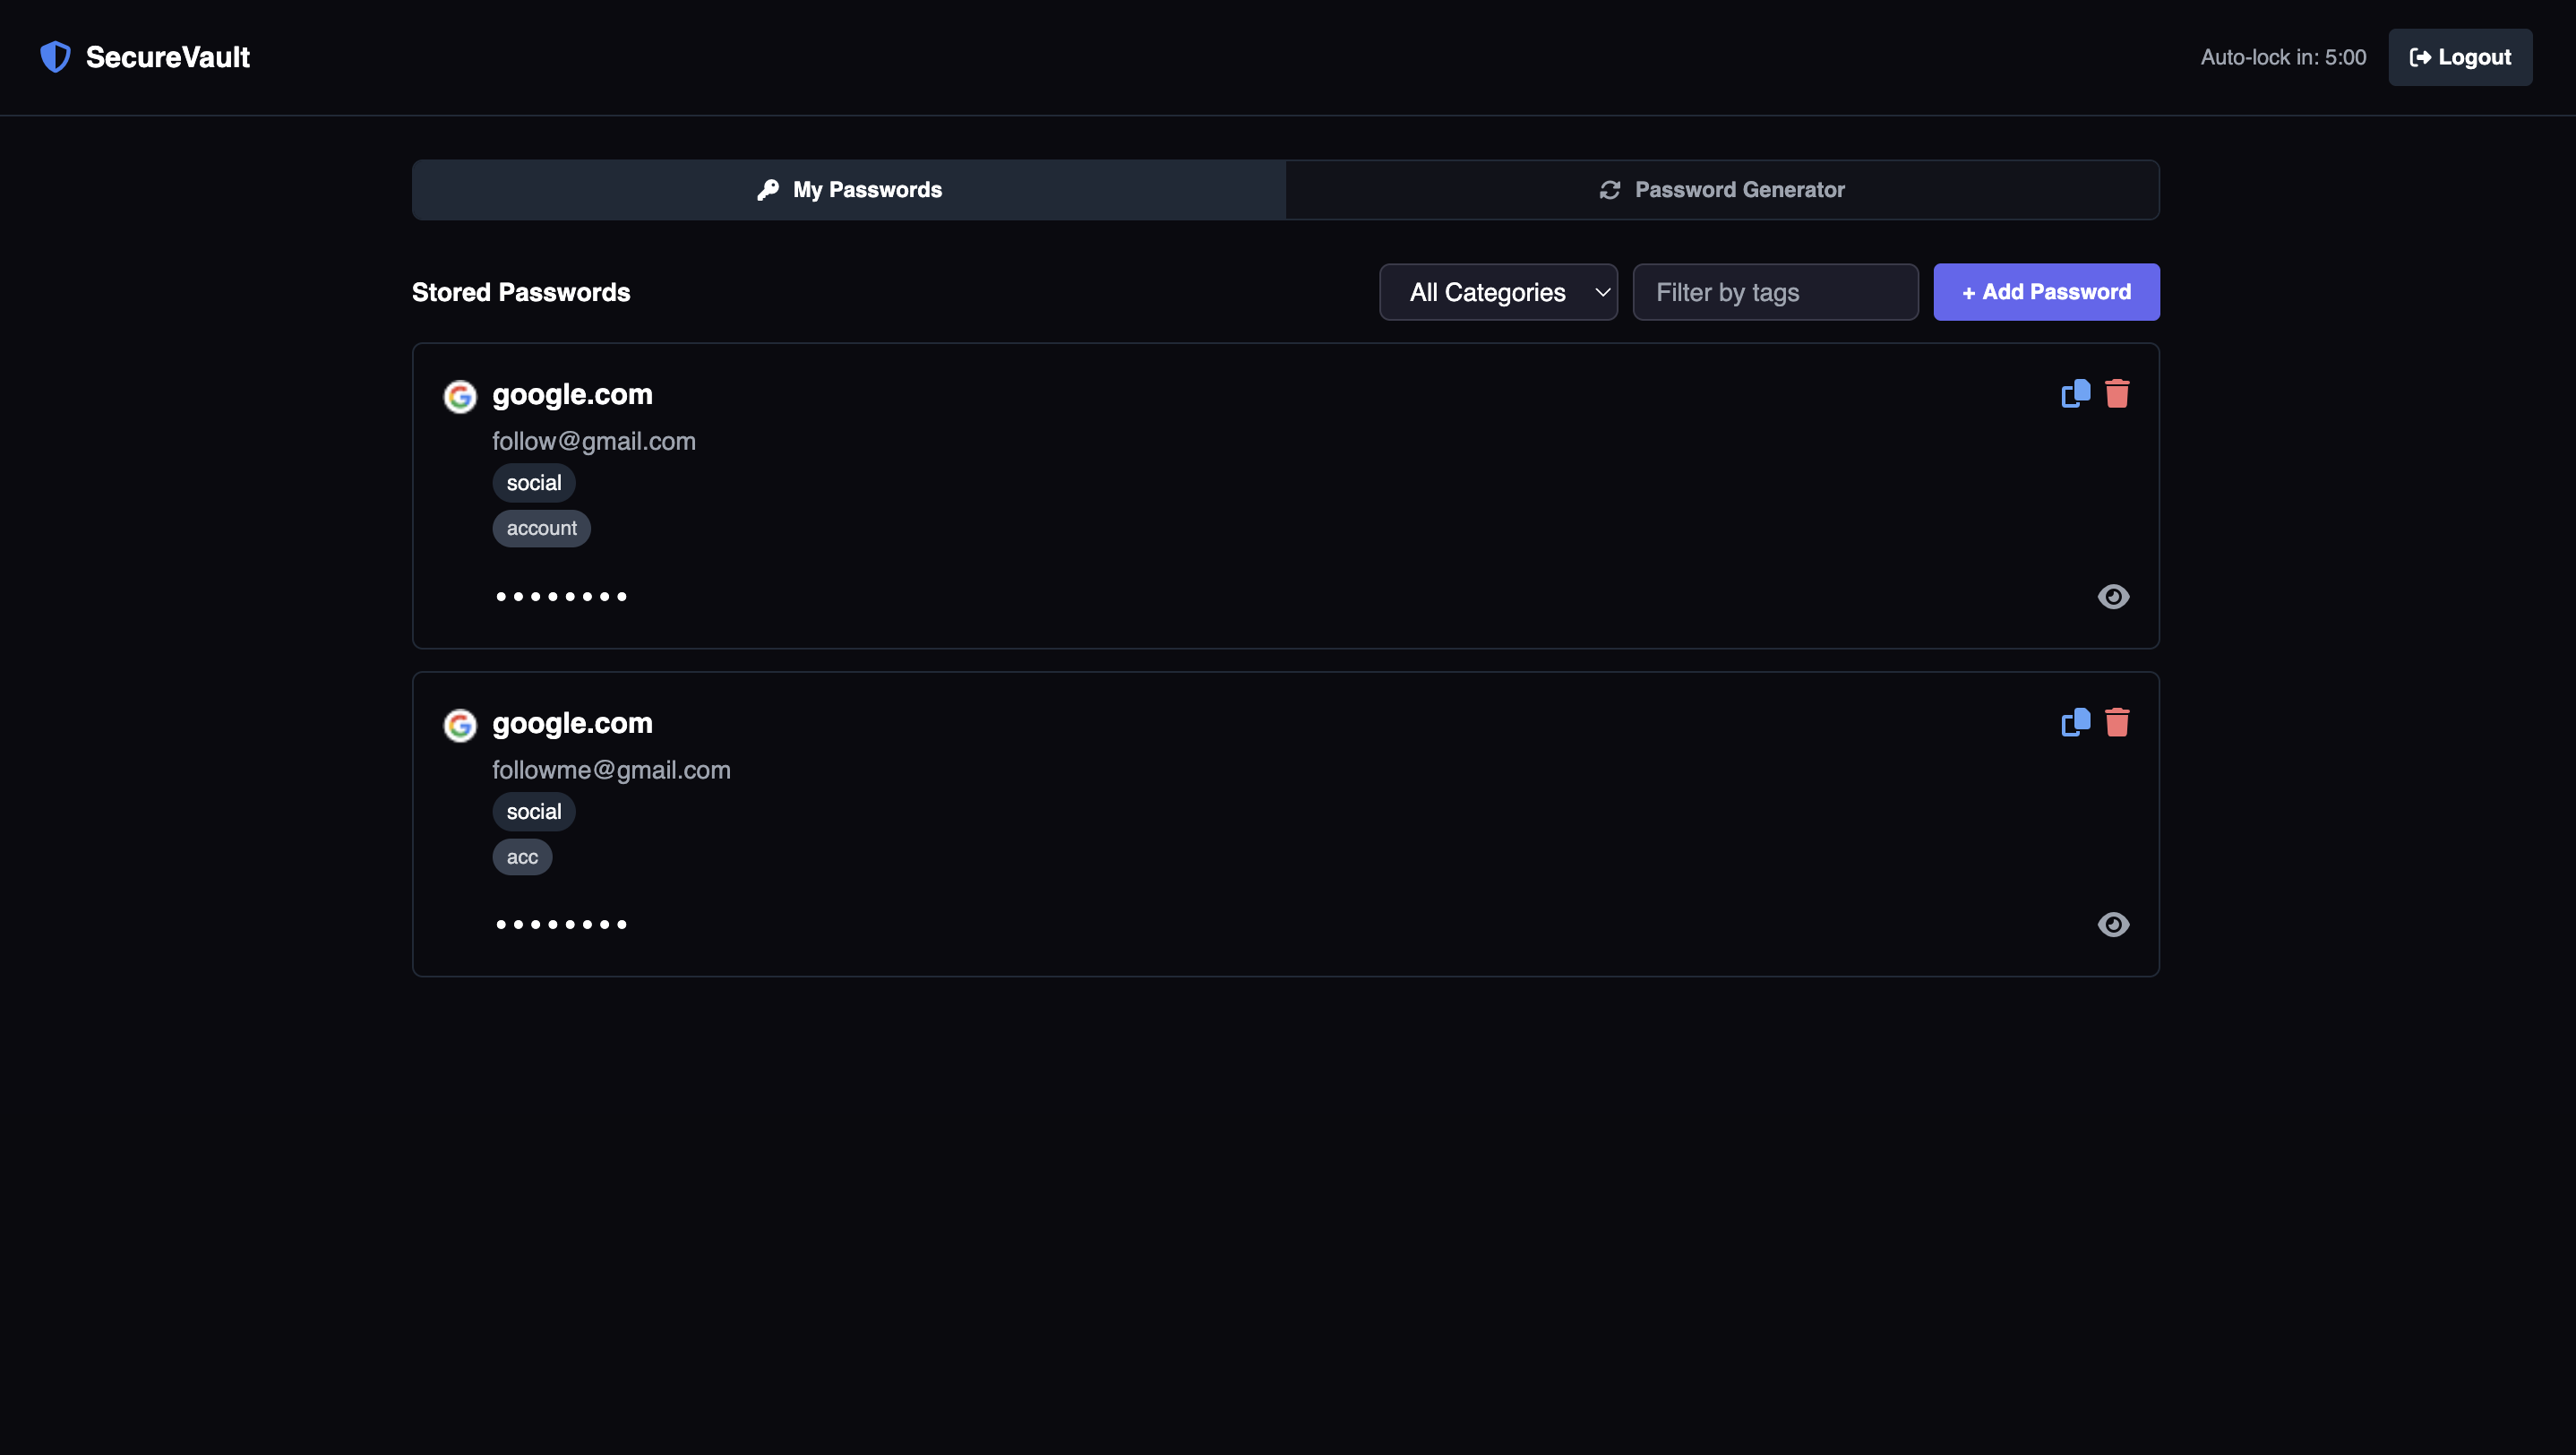 SecureVault
Auto-lock in: 5:00
Logout
My Passwords
Password Generator
Stored Passwords
All Categories
Filter by tags
+ Add Password
google.com
follow@gmail.com
social
account
••••••••
google.com
followme@gmail.com
social
acc
••••••••